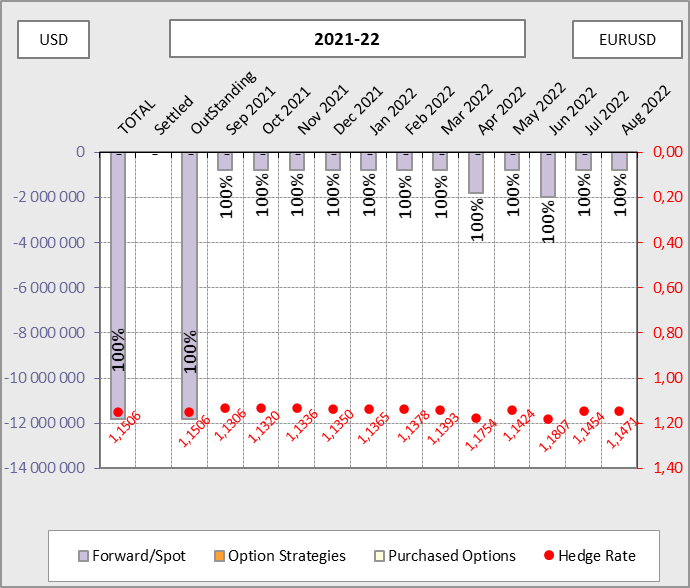 USD
2021-22
EURUSD
TOTAL
Settled
OutStanding
Sep 2021
Oct 2021
Nov 2021
Dec 2021
Jan 2022
Feb 2022
Mar 2022
Apr 2022
May 2022
Jun 2022
Jul 2022
Aug 2022
0
-2 000 000
-4 000 000
-6 000 000
-8 000 000
-10 000 000
-12 000 000
-14 000 000
0,00
0,20
0,40
0,60
0,80
1,00
1,20
1,40
100%
100%
100%
100%
100%
100%
100%
100%
100%
100%
100%
100%
100%
100%
1,1506
1,1506
1,1306
1,1320
1,1336
1,1350
1,1365
1,1378
1,1393
1,1754
1,1424
1,1807
1,1454
1,1471
Forward/Spot
Option Strategies
Purchased Options
Hedge Rate